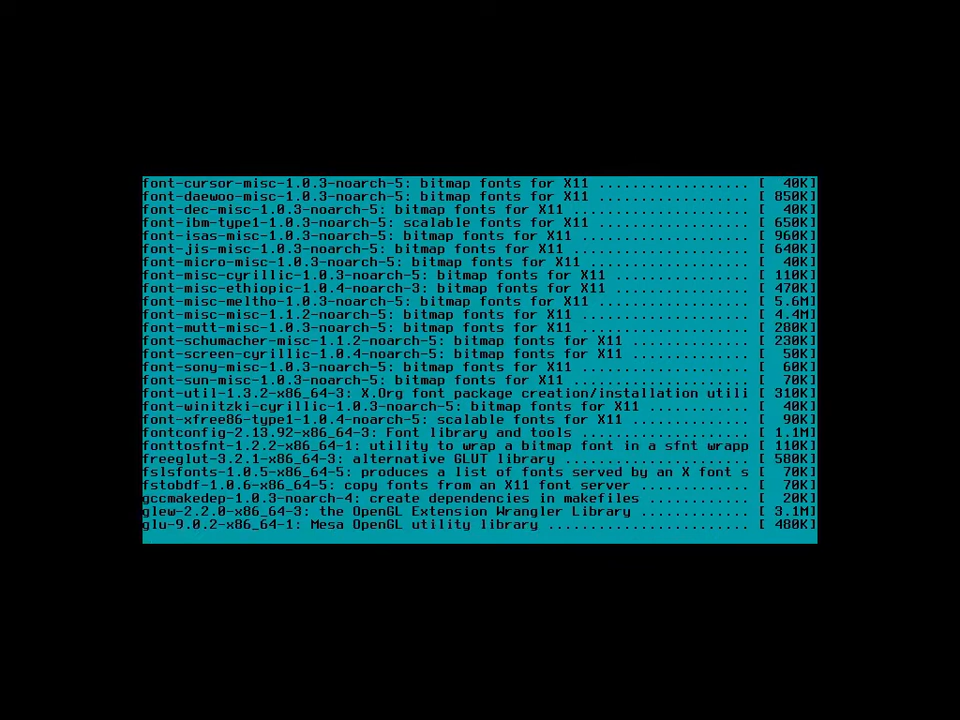 font-cursor-misc-1.0.3-noarch-5: bitmap fonts for X11 .................. [  40K]
font-daewoo-misc-1.0.3-noarch-5: bitmap fonts for X11 .................. [ 850K]
font-dec-misc-1.0.3-noarch-5: bitmap fonts for X11 ..................... [  40K]
font-ibm-type1-1.0.3-noarch-5: scalable fonts for X11 .................. [ 650K]
font-isas-misc-1.0.3-noarch-5: bitmap fonts for X11 .................... [ 960K]
font-jis-misc-1.0.3-noarch-5: bitmap fonts for X11 ..................... [ 640K]
font-micro-misc-1.0.3-noarch-5: bitmap fonts for X11 ................... [  40K]
font-misc-cyrillic-1.0.3-noarch-5: bitmap fonts for X11 ................ [ 110K]
font-misc-ethiopic-1.0.4-noarch-3: bitmap fonts for X11 ................ [ 470K]
font-misc-meltho-1.0.3-noarch-5: bitmap fonts for X11 .................. [ 5.6M]
font-misc-misc-1.1.2-noarch-5: bitmap fonts for X11 .................... [ 4.4M]
font-mutt-misc-1.0.3-noarch-5: bitmap fonts for X11 .................... [ 280K]
font-schumacher-misc-1.1.2-noarch-5: bitmap fonts for X11 .............. [ 230K]
font-screen-cyrillic-1.0.4-noarch-5: bitmap fonts for X11 .............. [  50K]
font-sony-misc-1.0.3-noarch-5: bitmap fonts for X11 .................... [  60K]
font-sun-misc-1.0.3-noarch-5: bitmap fonts for X11 ..................... [  70K]
font-util-1.3.2-x86_64-3: X.Org font package creation/installation utili [ 310K]
font-winitzki-cyrillic-1.0.3-noarch-5: bitmap fonts for X11 ............ [  40K]
font-xfree86-type1-1.0.4-noarch-5: scalable fonts for X11 .............. [  90K]
fontconfig-2.13.92-x86_64-3: Font library and tools .................... [ 1.1M]
fonttosfnt-1.2.2-x86_64-1: utility to wrap a bitmap font in a sfnt wrapp [ 110K]
freeglut-3.2.1-x86_64-3: alternative GLUT library ...................... [ 580K]
fslsfonts-1.0.5-x86_64-5: produces a list of fonts served by an X font s [  70K]
fstobdf-1.0.6-x86_64-5: copy fonts from an X11 font server ............. [  70K]
gccmakedep-1.0.3-noarch-4: create dependencies in makefiles ............ [  20K]
glew-2.2.0-x86_64-3: the OpenGL Extension Wrangler Library ............. [ 3.1M]
glu-9.0.2-x86_64-1: Mesa OpenGL utility library ........................ [ 480K]